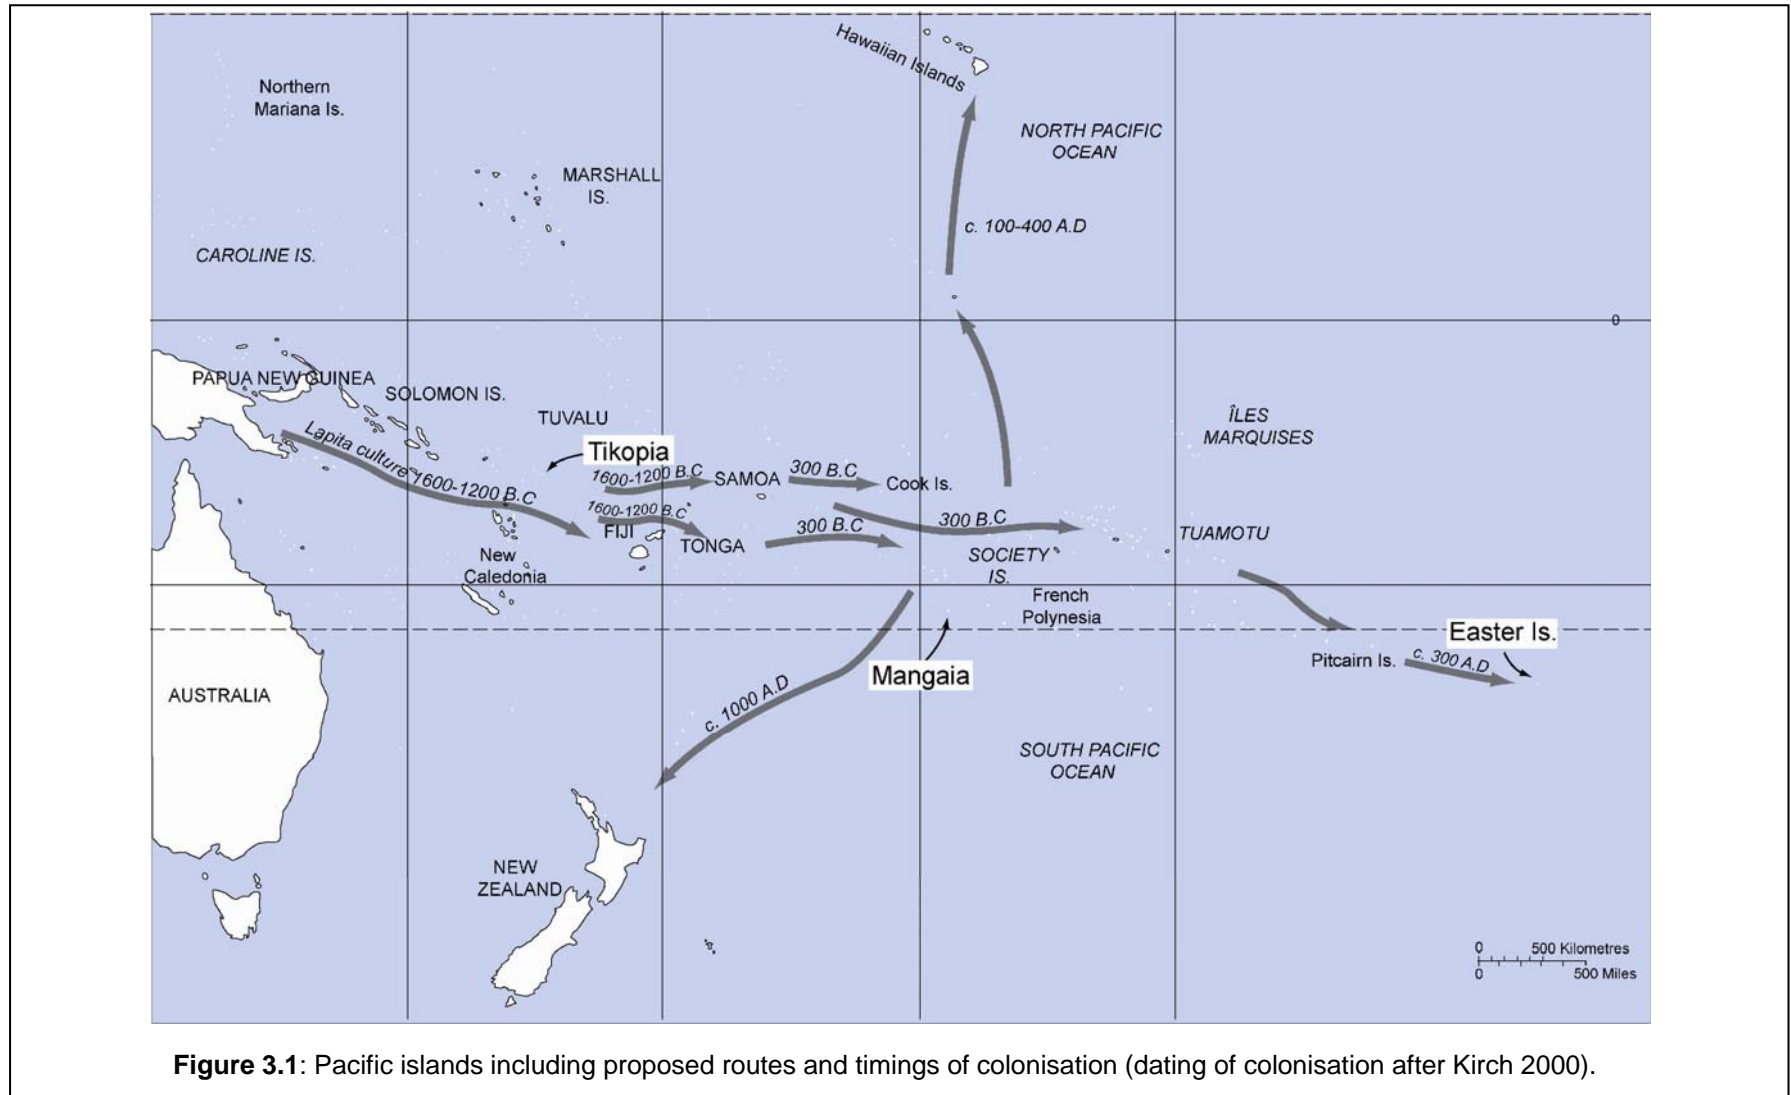 Hawaiian Islands
Northern
Mariana Is.
NORTH PACIFIC
OCEAN
MARSHALL
IS.
c. 100-400 A.D
CAROLINE IS.
0
PAPUA NEW GUINEA
SOLOMON IS.
TUVALU
ÎLES
MARQUISES
Lapita culture 1600-1200 B.C
Tikopia
1600-1200 B.C
SAMOA
300 B.C
Cook Is.
1600-1200 B.C
FIJI
TONGA
300 B.C
300 B.C
TUAMOTU
SOCIETY
IS.
New
Caledonia
French
Polynesia
Easter Is.
Pitcairn Is.
c. 300 A.D
Mangaia
AUSTRALIA
c. 1000 A.D
SOUTH PACIFIC
OCEAN
NEW
ZEALAND
0 500 Kilometres
0 500 Miles
Figure 3.1: Pacific islands including proposed routes and timings of colonisation (dating of colonisation after Kirch 2000).